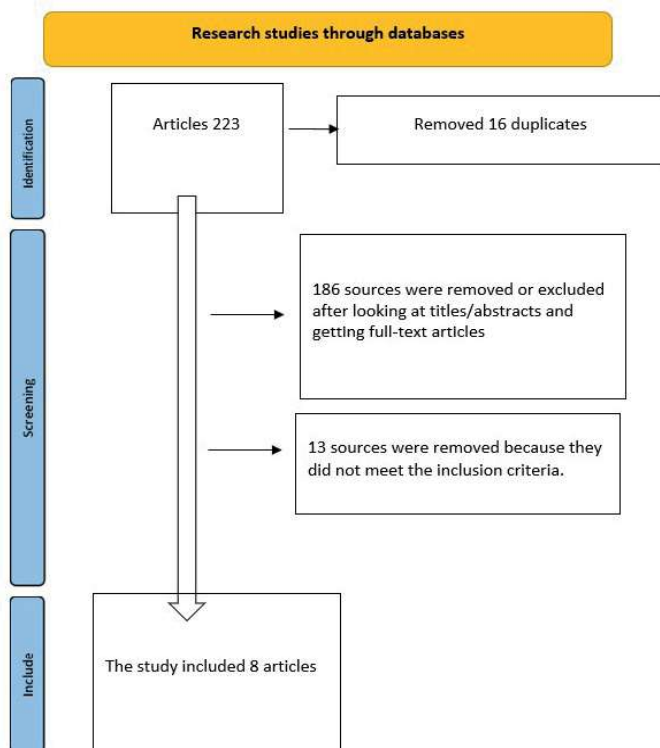 Research studies through databases
Identification
Articles 223
Removed 16 duplicates
Screening
186 sources were removed or excluded
after looking at titles/abstracts and
getting full-text articles
13 sources were removed because they
did not meet the inclusion criteria.
Include
The study included 8 articles